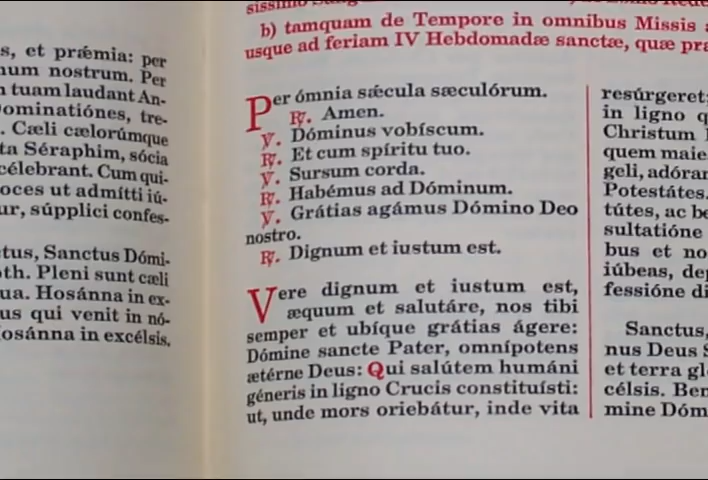 s, et prǽmia: per
num nostrum. Per
n tuam laudant An-
ominatiónes, tre-
. Cæli cælorúmque
ta Séraphim, sócia
célebrant. Cum qui-
oces ut admítti iú-
ur, súpplici confes-
tus, Sanctus Dómi-
th. Pleni sunt cæli
ua. Hosánna in ex-
us qui venit in nó-
osánna in excélsis.
b) tamquam de Tempore in omnibus Missis
usque ad feriam IV Hebdomadæ sanctæ, quæ
Per ómnia sǽcula sæculórum.
℟. Amen.
℣. Dóminus vobíscum.
℟. Et cum spíritu tuo.
℣. Sursum corda.
℟. Habémus ad Dóminum.
℣. Grátias agámus Dómino Deo
nostro.
℟. Dignum et iustum est.
Vere dignum et iustum est,
æquum et salutáre, nos tibi
semper et ubíque grátias ágere:
Dómine sancte Pater, omnípotens
ætérne Deus: Qui salútem humáni
géneris in ligno Crucis constituísti:
ut, unde mors oriebátur, inde vita
resúrgeret:
in ligno q
Christum
quem maie
geli, adóran
Potestátes.
tútes, ac be
sultatióne
bus et no
iúbeas, dep
fessióne di
Sanctus,
nus Deus S
et terra glo
célsis. Ben
mine Dóm